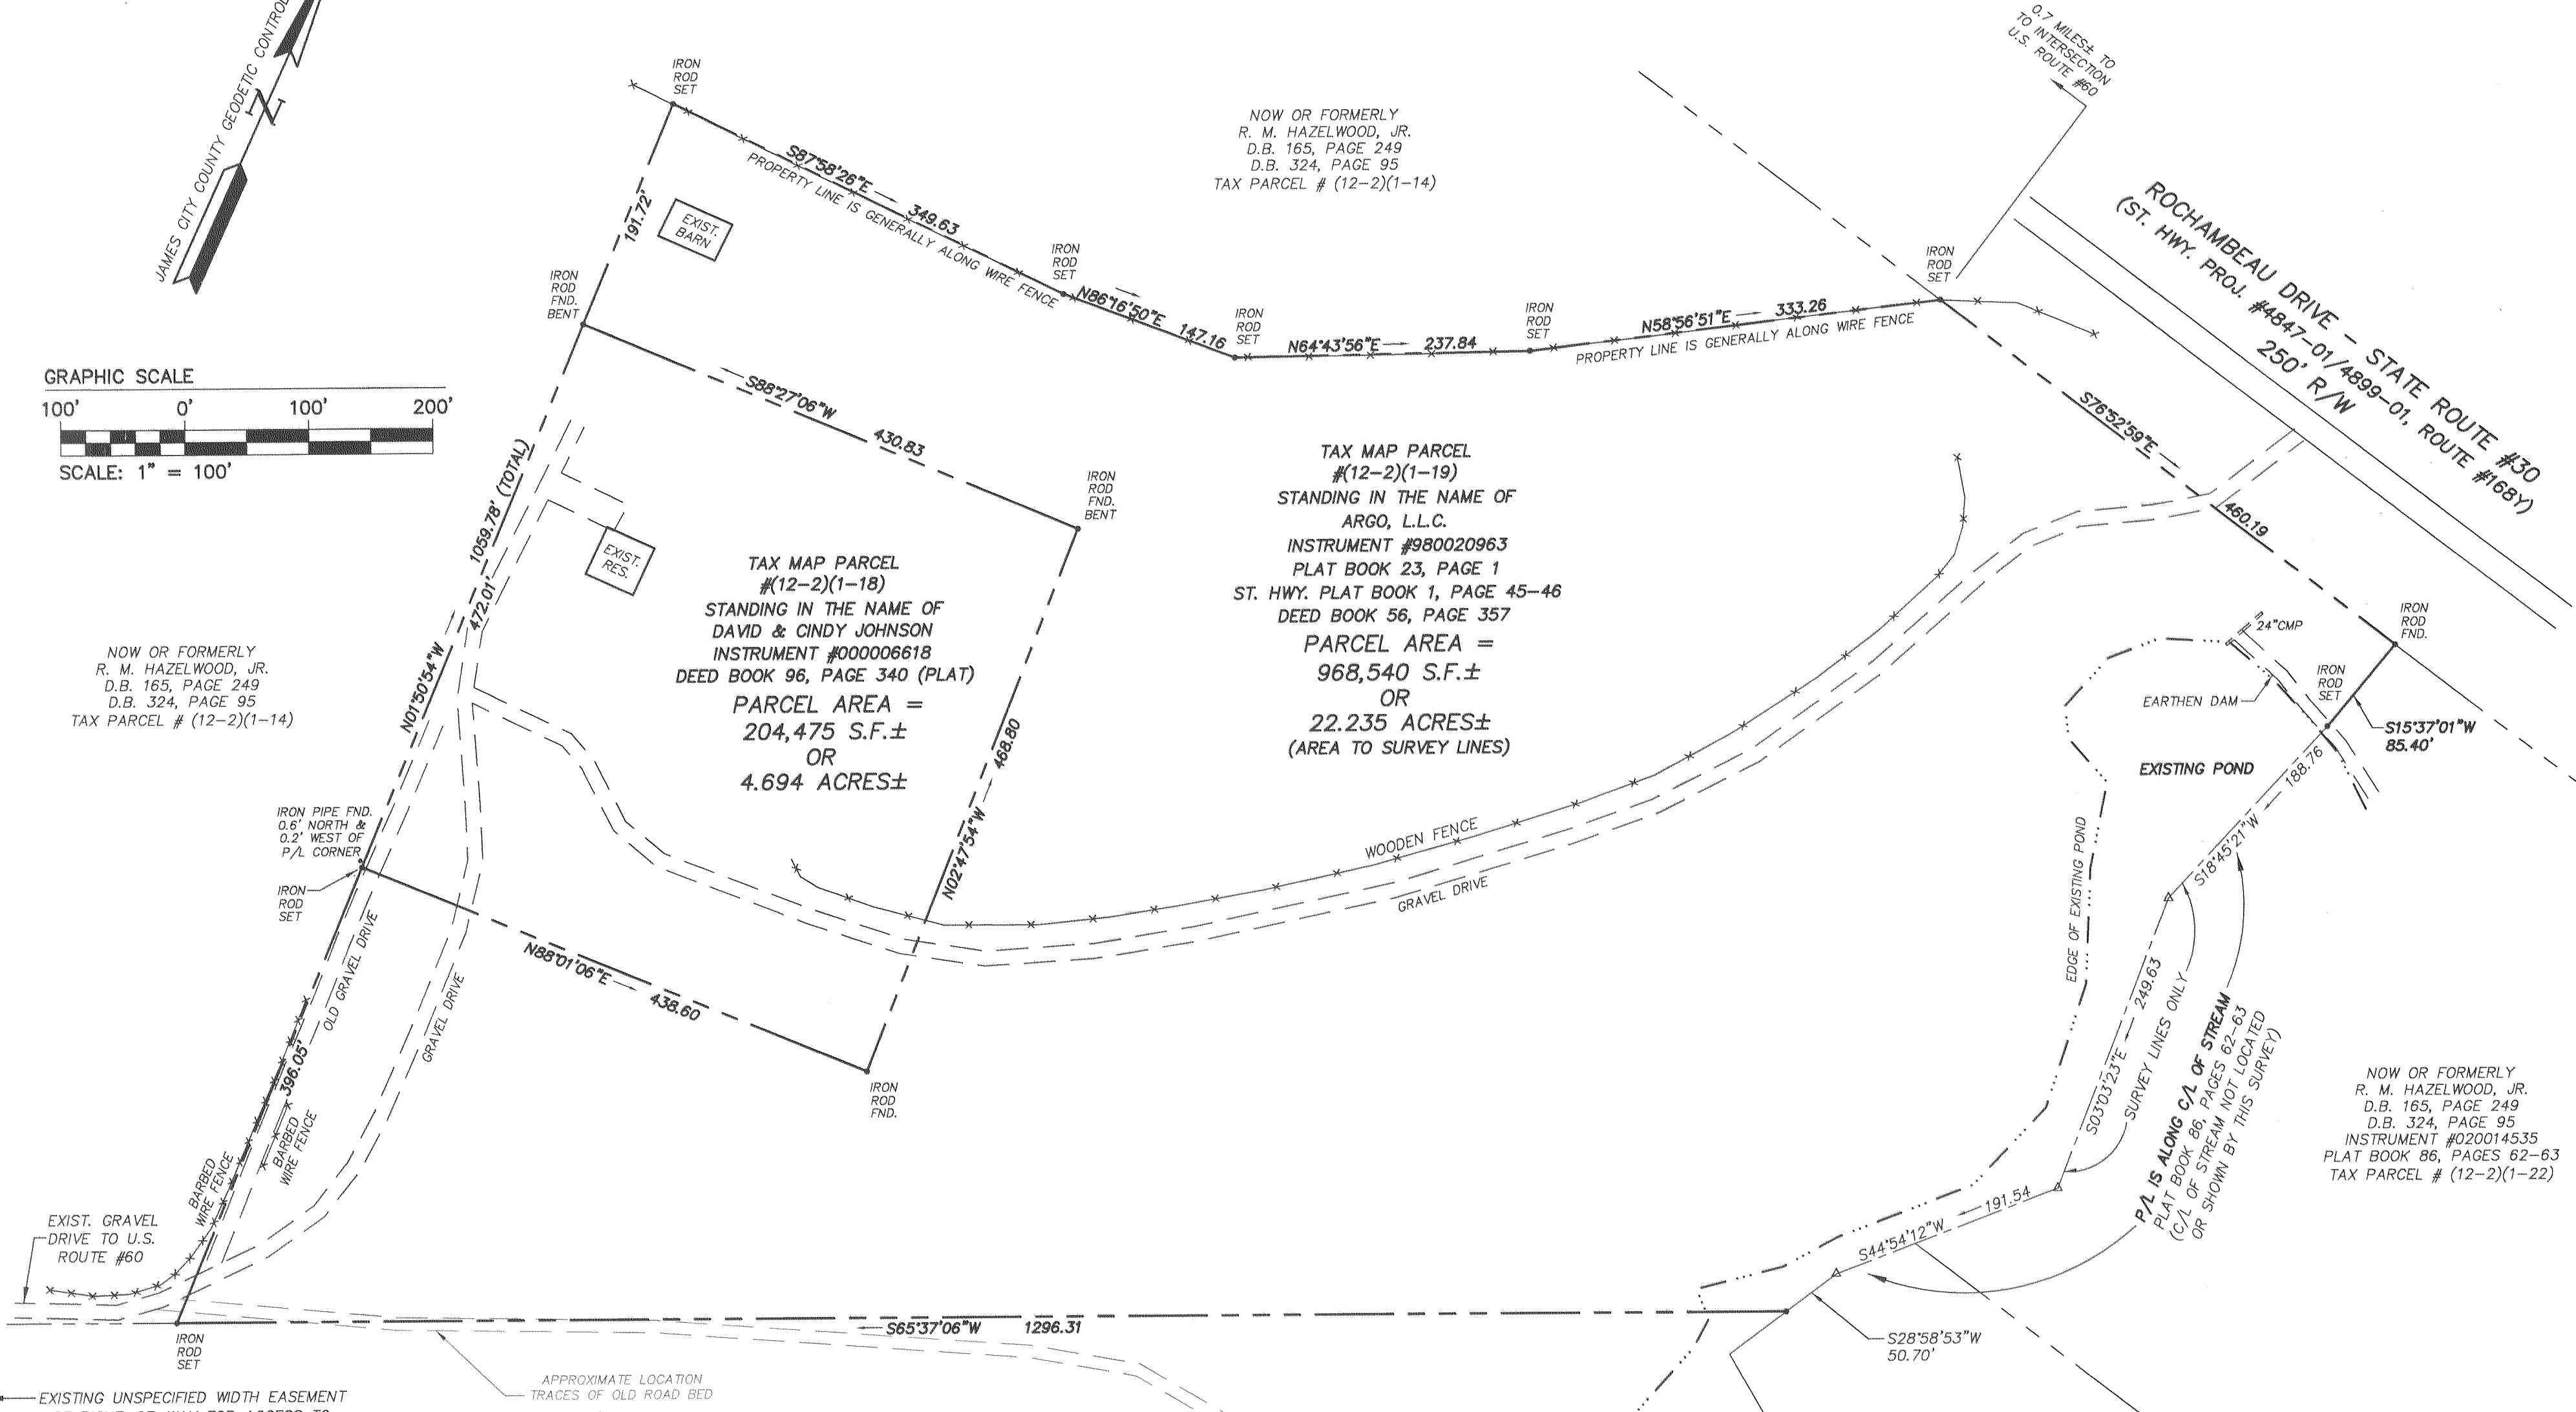 JAMES CITY COUNTY GEODETIC CONTROL
N
GRAPHIC SCALE
100' 0' 100' 200'
SCALE: 1" = 100'
IRON
ROD
SET
191.72'
EXIST.
BARN
S87°58'26"E
349.63
PROPERTY LINE IS GENERALLY ALONG WIRE FENCE
IRON
ROD
FND.
BENT
IRON
ROD
SET
N86°16'50"E
147.16
NOW OR FORMERLY
R. M. HAZELWOOD, JR.
D.B. 165, PAGE 249
D.B. 324, PAGE 95
TAX PARCEL # (12-2)(1-14)
IRON
ROD
SET
N64°43'56"E
237.84
IRON
ROD
SET
N58°56'51"E
333.26
PROPERTY LINE IS GENERALLY ALONG WIRE FENCE
IRON
ROD
SET
0.7 MILES± TO
TO INTERSECTION
U.S. ROUTE #60
ROCHAMBEAU DRIVE - STATE ROUTE #30
(ST. HWY. PROJ. #4847-01/4899-01, ROUTE #168Y)
250' R/W
S76°52'59"E
460.19
S88°27'06"W
430.83
IRON
ROD
FND.
BENT
1059.78' (TOTAL)
472.01'
N01°50'54"W
EXIST.
RES.
TAX MAP PARCEL
#(12-2)(1-18)
STANDING IN THE NAME OF
DAVID & CINDY JOHNSON
INSTRUMENT #000006618
DEED BOOK 96, PAGE 340 (PLAT)
PARCEL AREA =
204,475 S.F.±
OR
4.694 ACRES±
TAX MAP PARCEL
#(12-2)(1-19)
STANDING IN THE NAME OF
ARGO, L.L.C.
INSTRUMENT #980020963
PLAT BOOK 23, PAGE 1
ST. HWY. PLAT BOOK 1, PAGE 45-46
DEED BOOK 56, PAGE 357
PARCEL AREA =
968,540 S.F.±
OR
22.235 ACRES±
(AREA TO SURVEY LINES)
NOW OR FORMERLY
R. M. HAZELWOOD, JR.
D.B. 165, PAGE 249
D.B. 324, PAGE 95
TAX PARCEL # (12-2)(1-14)
IRON PIPE FND.
0.6' NORTH &
0.2' WEST OF
P/L CORNER
IRON
ROD
SET
N02°47'54"W
468.80
N88°01'06"E
438.60
IRON
ROD
FND.
WOODEN FENCE
GRAVEL DRIVE
OLD GRAVEL DRIVE
GRAVEL DRIVE
396.05'
BARBED
WIRE FENCE
BARBED
WIRE FENCE
EXIST. GRAVEL
DRIVE TO U.S.
ROUTE #60
IRON
ROD
SET
S65°37'06"W
1296.31
EXISTING UNSPECIFIED WIDTH EASEMENT
APPROXIMATE LOCATION
TRACES OF OLD ROAD BED
24"CMP
IRON
ROD
FND.
IRON
ROD
SET
EARTHEN DAM
S15°37'01"W
85.40'
EXISTING POND
188.76
S18°45'21"W
EDGE OF EXISTING POND
249.63
S03°03'23"E
SURVEY LINES ONLY
P/L IS ALONG C/L OF STREAM
PLAT BOOK 86, PAGES 62-63
(C/L OF STREAM NOT LOCATED
OR SHOWN BY THIS SURVEY)
191.54
S44°54'12"W
S28°58'53"W
50.70'
NOW OR FORMERLY
R. M. HAZELWOOD, JR.
D.B. 165, PAGE 249
D.B. 324, PAGE 95
INSTRUMENT #020014535
PLAT BOOK 86, PAGES 62-63
TAX PARCEL # (12-2)(1-22)